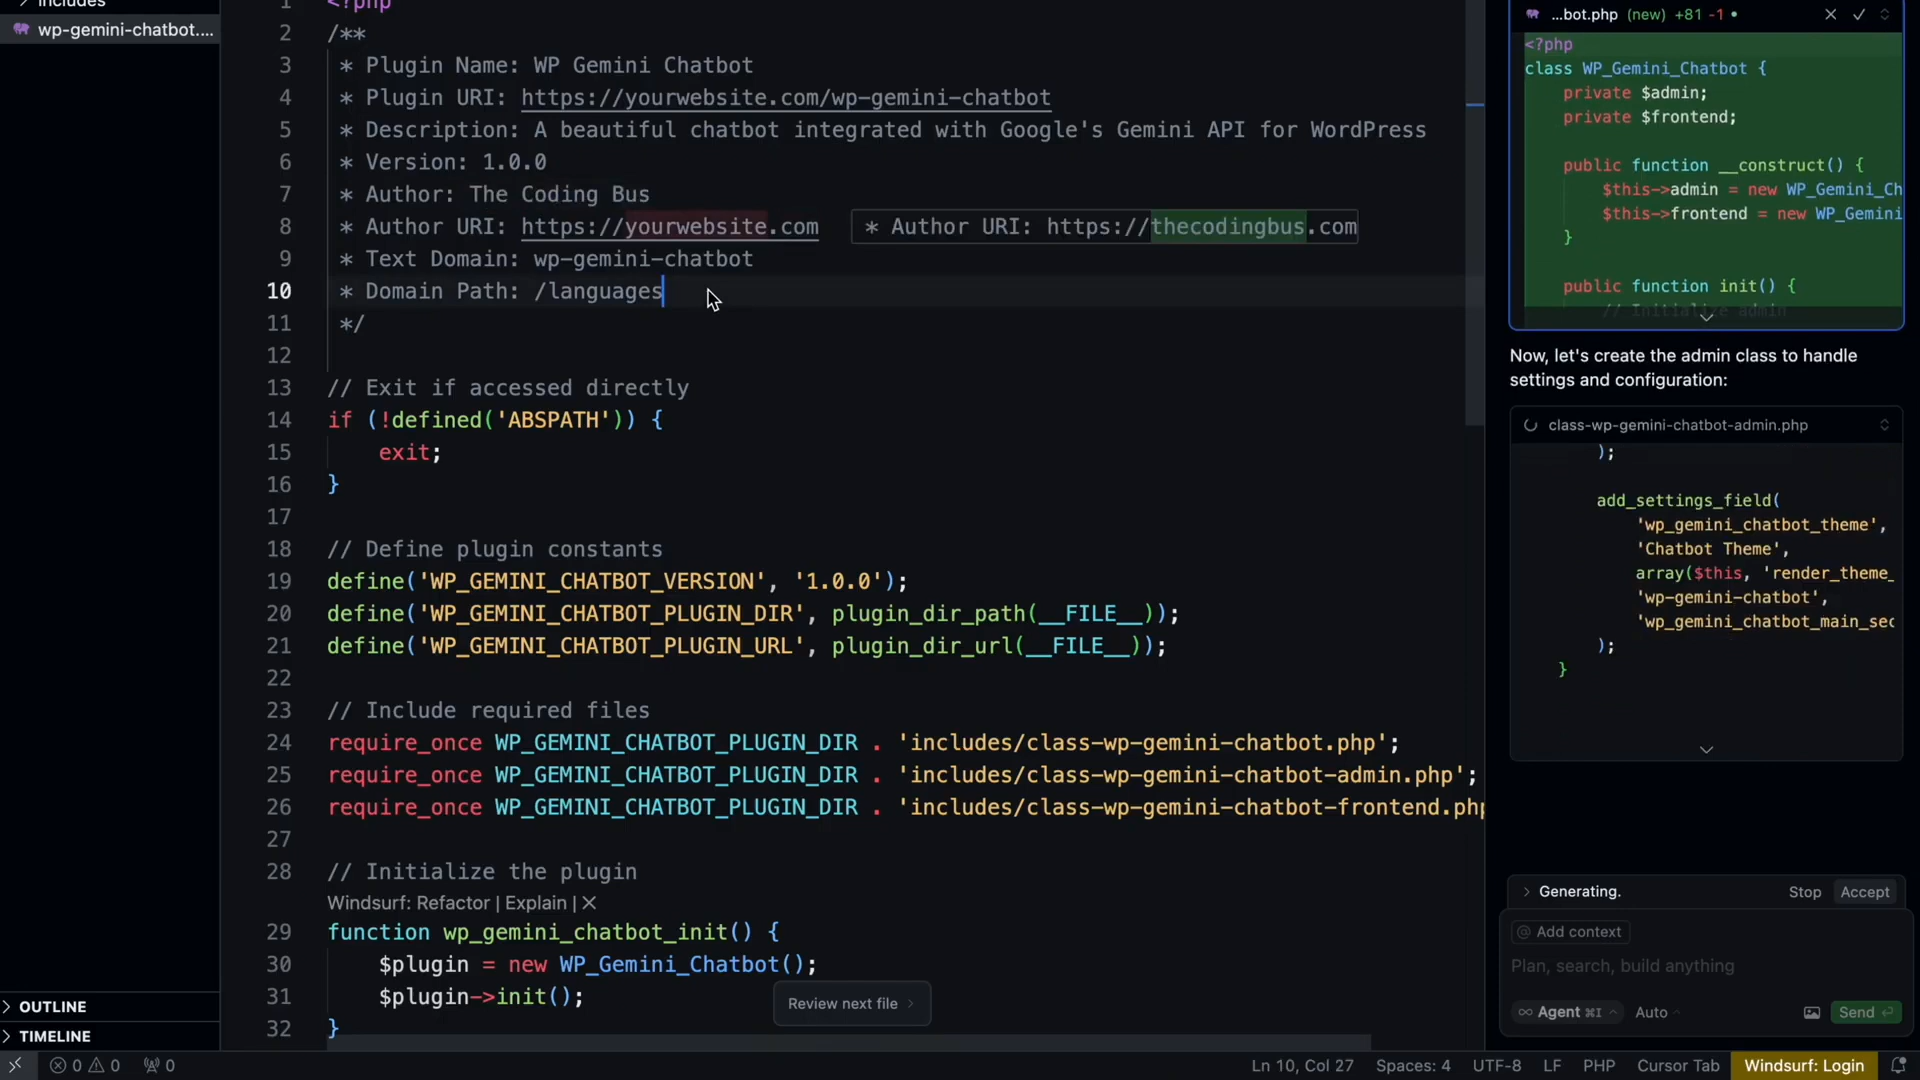 includes
wp-gemini-chatbot....
OUTLINE
TIMELINE
1 <?php
2 /**
3 * Plugin Name: WP Gemini Chatbot
4 * Plugin URI: https://yourwebsite.com/wp-gemini-chatbot
5 * Description: A beautiful chatbot integrated with Google's Gemini API for WordPress
6 * Version: 1.0.0
7 * Author: The Coding Bus
8 * Author URI: https://yourwebsite.com
* Author URI: https://thecodingbus.com
9 * Text Domain: wp-gemini-chatbot
10 * Domain Path: /languages
11 */
12
13 // Exit if accessed directly
14 if (!defined('ABSPATH')) {
15 exit;
16 }
17
18 // Define plugin constants
19 define('WP_GEMINI_CHATBOT_VERSION', '1.0.0');
20 define('WP_GEMINI_CHATBOT_PLUGIN_DIR', plugin_dir_path(__FILE__));
21 define('WP_GEMINI_CHATBOT_PLUGIN_URL', plugin_dir_url(__FILE__));
22
23 // Include required files
24 require_once WP_GEMINI_CHATBOT_PLUGIN_DIR . 'includes/class-wp-gemini-chatbot.php';
25 require_once WP_GEMINI_CHATBOT_PLUGIN_DIR . 'includes/class-wp-gemini-chatbot-admin.php';
26 require_once WP_GEMINI_CHATBOT_PLUGIN_DIR . 'includes/class-wp-gemini-chatbot-frontend.php
27
28 // Initialize the plugin
Windsurf: Refactor | Explain | ✕
29 function wp_gemini_chatbot_init() {
30 $plugin = new WP_Gemini_Chatbot();
31 $plugin->init();
32 }
Review next file
...bot.php (new) +81 -1 •
<?php
class WP_Gemini_Chatbot {
private $admin;
private $frontend;
public function __construct() {
$this->admin = new WP_Gemini_Ch
$this->frontend = new WP_Gemini
}
public function init() {
// Initialize admin
Now, let's create the admin class to handle
settings and configuration:
class-wp-gemini-chatbot-admin.php
);
add_settings_field(
'wp_gemini_chatbot_theme',
'Chatbot Theme',
array($this, 'render_theme_
'wp-gemini-chatbot',
'wp_gemini_chatbot_main_sec
);
}
Generating. Stop Accept
@ Add context
Plan, search, build anything
∞ Agent ⌘I Auto Send
0 0 0
Ln 10, Col 27 Spaces: 4 UTF-8 LF PHP Cursor Tab Windsurf: Login